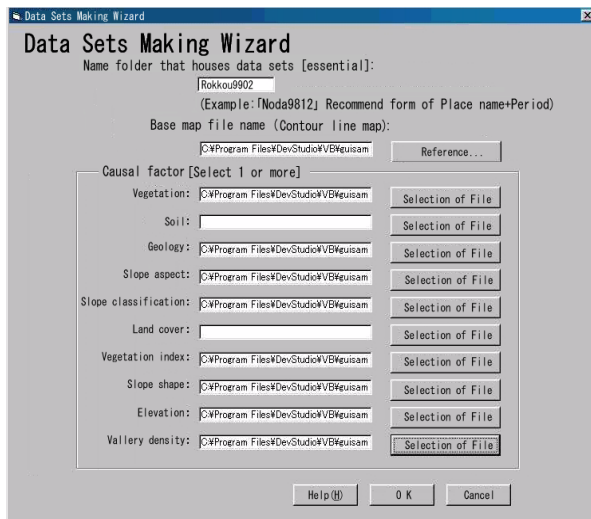 Data Sets Making Wizard
Data Sets Making Wizard
Name folder that houses data sets [essential]:
Rokkou9902
(Example:「Noda9812」 Recommend form of Place name+Period)
Base map file name (Contour line map):
C:¥Program Files¥DevStudio¥VB¥guisam Reference...
Causal factor [Select 1 or more]
Vegetation: C:¥Program Files¥DevStudio¥VB¥guisam Selection of File
Soil: Selection of File
Geology: C:¥Program Files¥DevStudio¥VB¥guisam Selection of File
Slope aspect: C:¥Program Files¥DevStudio¥VB¥guisam Selection of File
Slope classification: C:¥Program Files¥DevStudio¥VB¥guisam Selection of File
Land cover: Selection of File
Vegetation index: C:¥Program Files¥DevStudio¥VB¥guisam Selection of File
Slope shape: C:¥Program Files¥DevStudio¥VB¥guisam Selection of File
Elevation: C:¥Program Files¥DevStudio¥VB¥guisam Selection of File
Vallery density: C:¥Program Files¥DevStudio¥VB¥guisam Selection of File
Help(H) O K Cancel